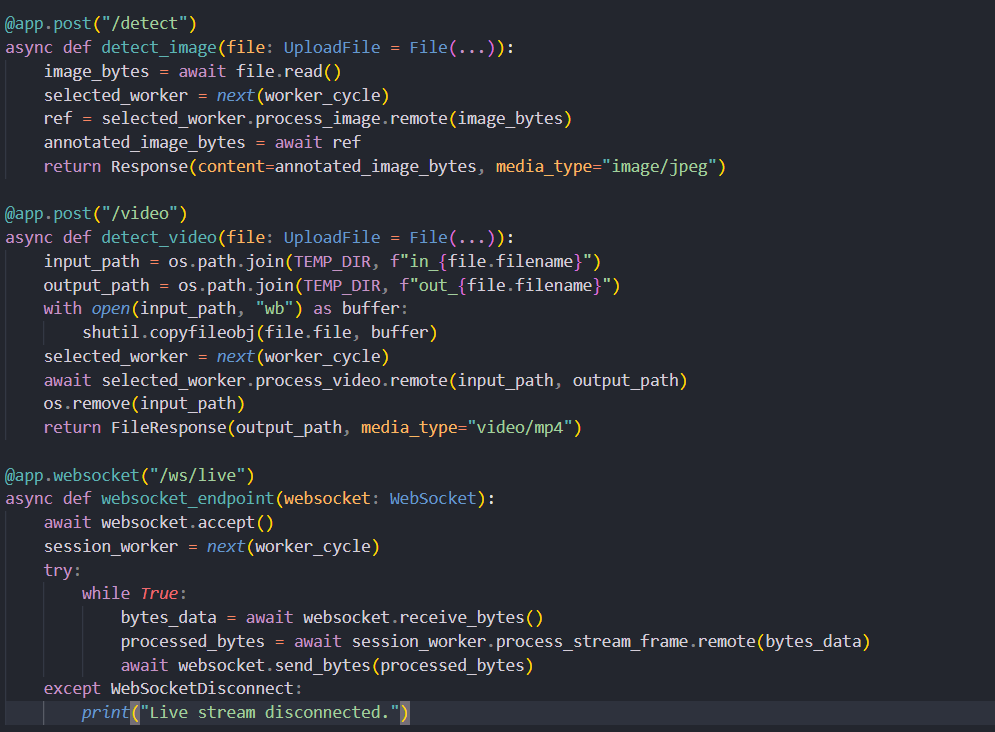 @app.post("/detect")
async def detect_image(file: UploadFile = File(...)):
    image_bytes = await file.read()
    selected_worker = next(worker_cycle)
    ref = selected_worker.process_image.remote(image_bytes)
    annotated_image_bytes = await ref
    return Response(content=annotated_image_bytes, media_type="image/jpeg")

@app.post("/video")
async def detect_video(file: UploadFile = File(...)):
    input_path = os.path.join(TEMP_DIR, f"in_{file.filename}")
    output_path = os.path.join(TEMP_DIR, f"out_{file.filename}")
    with open(input_path, "wb") as buffer:
        shutil.copyfileobj(file.file, buffer)
    selected_worker = next(worker_cycle)
    await selected_worker.process_video.remote(input_path, output_path)
    os.remove(input_path)
    return FileResponse(output_path, media_type="video/mp4")

@app.websocket("/ws/live")
async def websocket_endpoint(websocket: WebSocket):
    await websocket.accept()
    session_worker = next(worker_cycle)
    try:
        while True:
            bytes_data = await websocket.receive_bytes()
            processed_bytes = await session_worker.process_stream_frame.remote(bytes_data)
            await websocket.send_bytes(processed_bytes)
    except WebSocketDisconnect:
        print("Live stream disconnected.")